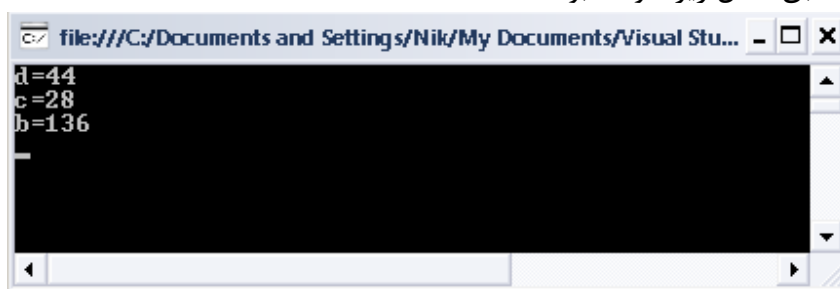 file:///C:/Documents and Settings/Nik/My Documents/Visual Stu...
d=44
c=28
b=136